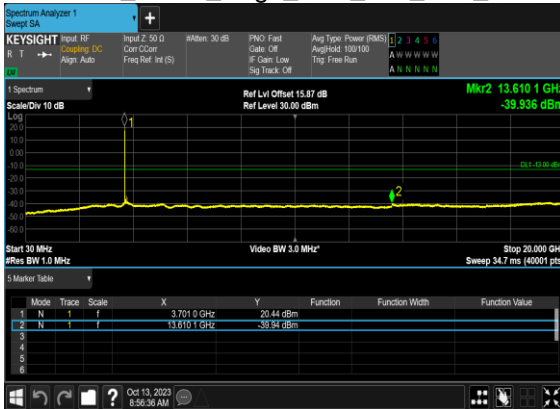 Spectrum Analyzer 1
Swept SA
+
KEYSIGHT Input: RF Input Z: 50 Ω #Atten: 30 dB PNO: Fast Avg Type: Power (RMS) 1 2 3 4 5 6
R T Coupling: DC Corr CCorr Gate: Off Avg|Hold: 100/100 A W W W W W
Align: Auto Freq Ref: Int (S) IF Gain: Low Trig: Free Run
LXI Sig Track: Off A N N N N N
1 Spectrum Ref Lvl Offset 15.87 dB Mkr2 13.610 1 GHz
Scale/Div 10 dB Ref Level 30.00 dBm -39.936 dBm
Log
1
20.0
10.0
0.00
-10.0 DL1 -13.00 dBm
-20.0
-30.0
2
-40.0
-50.0
-60.0
Start 30 MHz Video BW 3.0 MHz* Stop 20.000 GH
#Res BW 1.0 MHz Sweep 34.7 ms (40001 pts
5 Marker Table
Mode Trace Scale X Y Function Function Width Function Value
1 N 1 f 3.701 0 GHz 20.44 dBm
2 N 1 f 13.610 1 GHz -39.94 dBm
3
4
5
6
? Oct 13, 2023
8:56:36 AM